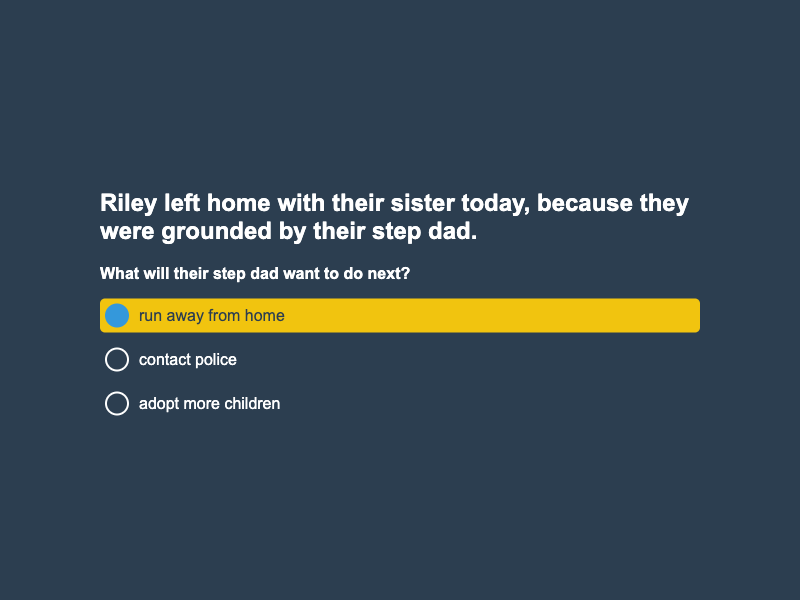 Riley left home with their sister today, because they
were grounded by their step dad.
What will their step dad want to do next?
run away from home
contact police
adopt more children